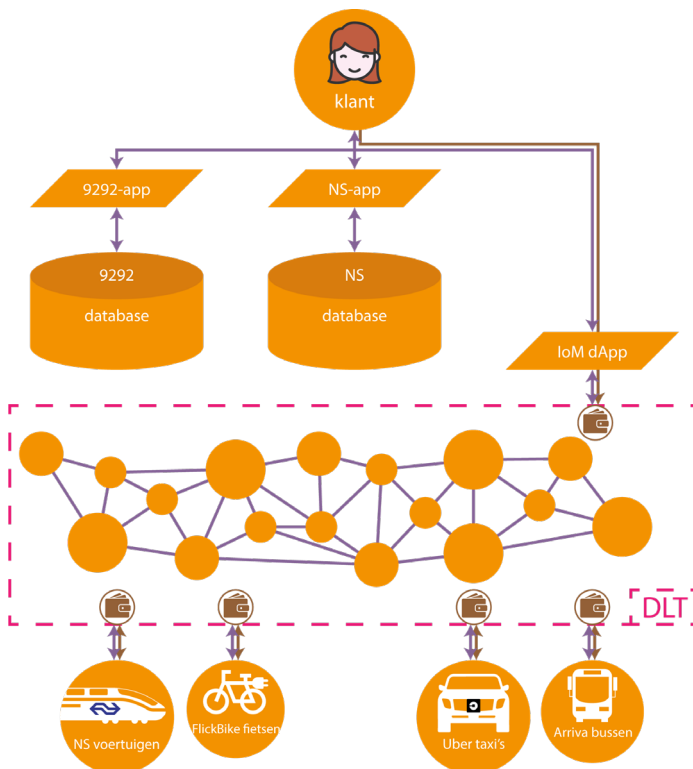 klant
9292-app
NS-app
9292
database
NS
database
IoM dApp
DLT
NS voertuigen
FlickBike fietsen
Uber taxi's
Arriva bussen